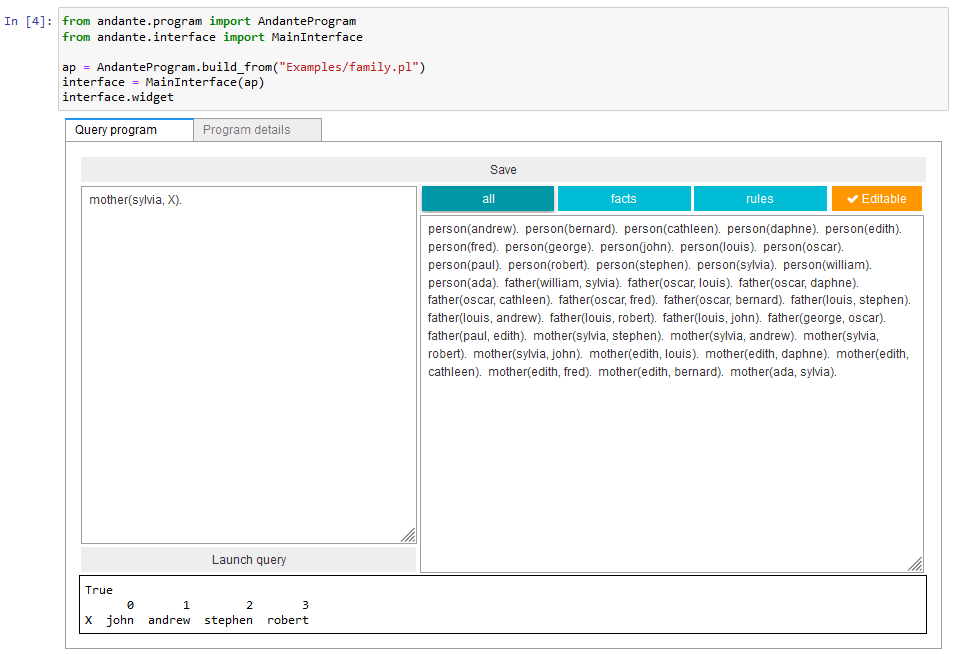 In [4]: from andante.program import AndanteProgram
from andante.interface import MainInterface
ap = AndanteProgram.build_from("Examples/family.pl")
interface = MainInterface(ap)
interface.widget
Query program Program details
Save
mother(sylvia, X).
all facts rules ✔ Editable
person(andrew). person(bernard). person(cathleen). person(daphne). person(edith).
person(fred). person(george). person(john). person(louis). person(oscar).
person(paul). person(robert). person(stephen). person(sylvia). person(william).
person(ada). father(william, sylvia). father(oscar, louis). father(oscar, daphne).
father(oscar, cathleen). father(oscar, fred). father(oscar, bernard). father(louis, stephen).
father(louis, andrew). father(louis, robert). father(louis, john). father(george, oscar).
father(paul, edith). mother(sylvia, stephen). mother(sylvia, andrew). mother(sylvia,
robert). mother(sylvia, john). mother(edith, louis). mother(edith, daphne). mother(edith,
cathleen). mother(edith, fred). mother(edith, bernard). mother(ada, sylvia).
Launch query
True
0 1 2 3
X john andrew stephen robert